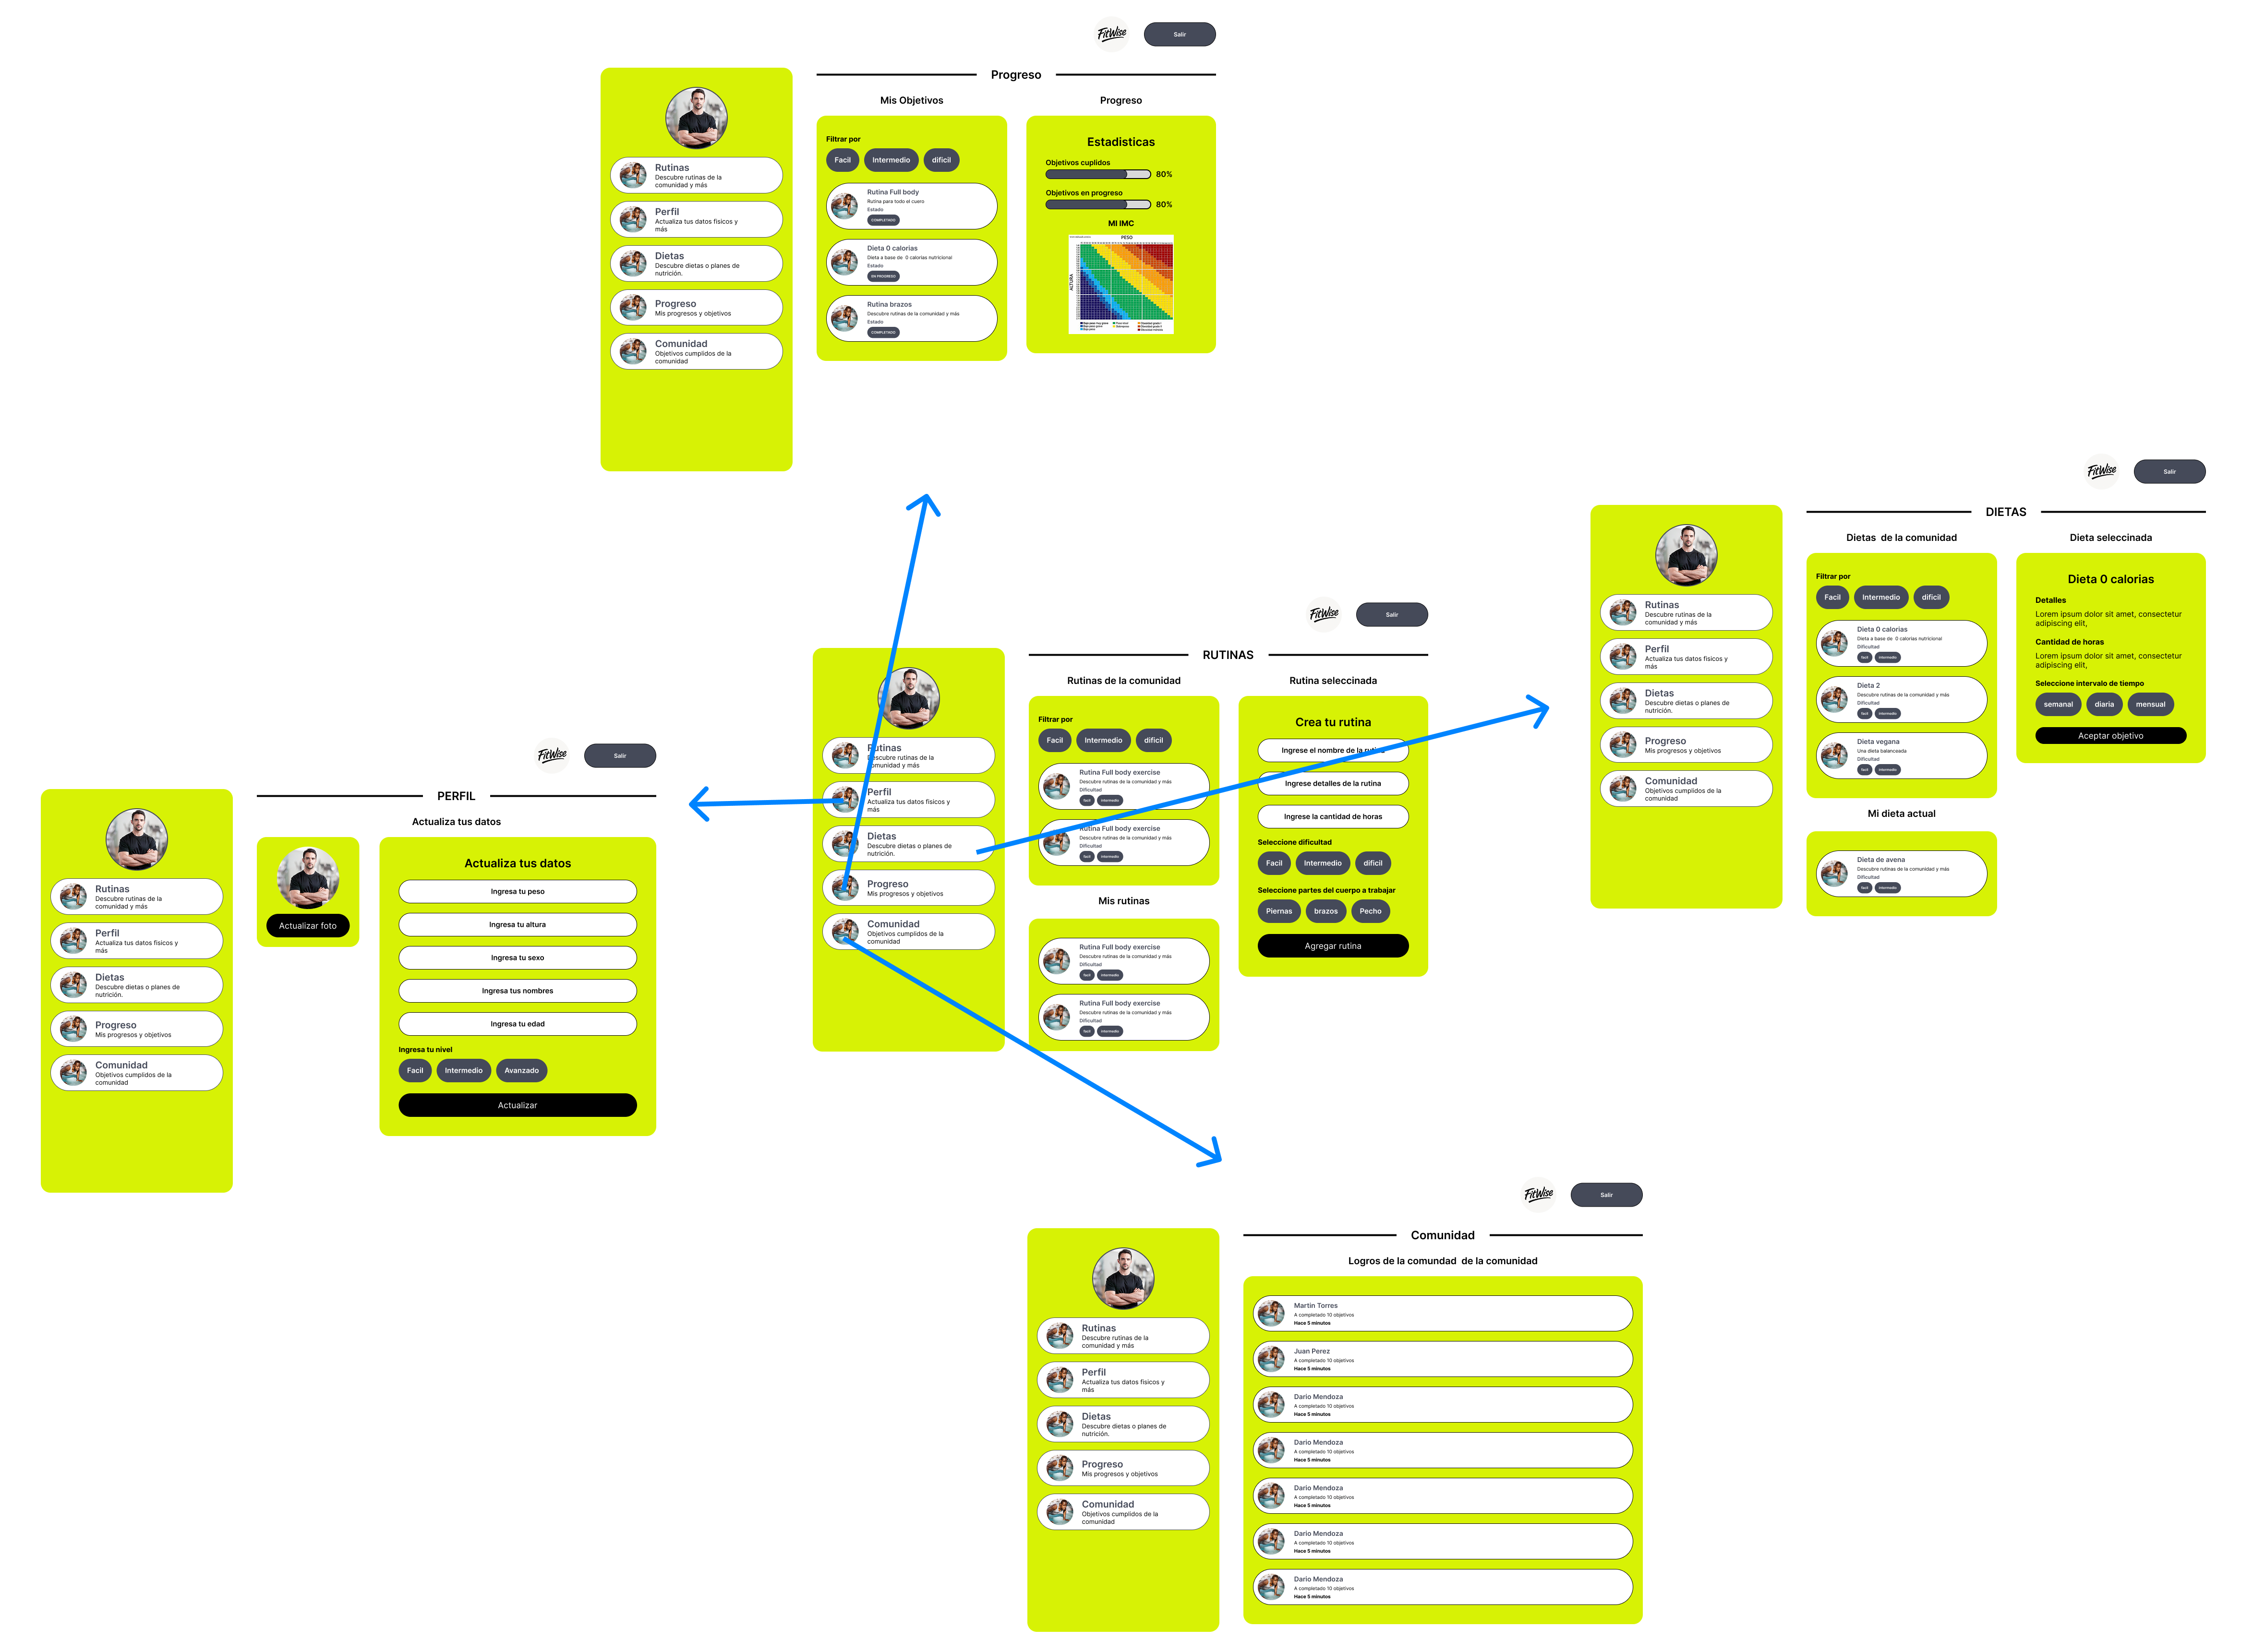 FitWise
Salir
Progreso
Rutinas
Descubre rutinas de la
comunidad y más
Perfil
Actualiza tus datos fisicos y
más
Dietas
Descubre dietas o planes de
nutrición.
Progreso
Mis progresos y objetivos
Comunidad
Objetivos cumplidos de la
comunidad
Mis Objetivos
Filtrar por
Facil Intermedio dificil
Rutina Full body
Rutina para todo el cuero
Estado
COMPLETADO
Dieta 0 calorias
Dieta a base de 0 calorias nutricional
Estado
EN PROGRESO
Rutina brazos
Descubre rutinas de la comunidad y más
Estado
COMPLETADO
Progreso
Estadisticas
Objetivos cuplidos
80%
Objetivos en progreso
80%
MI IMC
PESO
ALTURA
FitWise
Salir
DIETAS
Rutinas
Descubre rutinas de la
comunidad y más
Perfil
Actualiza tus datos fisicos y
más
Dietas
Descubre dietas o planes de
nutrición.
Progreso
Mis progresos y objetivos
Comunidad
Objetivos cumplidos de la
comunidad
Dietas de la comunidad
Filtrar por
Facil Intermedio dificil
Dieta 0 calorias
Dieta a base de 0 calorias nutricional
Dificultad
facil intermedio
Dieta 2
Descubre rutinas de la comunidad y más
Dificultad
facil intermedio
Dieta vegana
Una dieta balanceada
Dificultad
facil intermedio
Mi dieta actual
Dieta de avena
Descubre rutinas de la comunidad y más
Dificultad
facil intermedio
Dieta seleccinada
Dieta 0 calorias
Detalles
Lorem ipsum dolor sit amet, consectetur
adipiscing elit,
Cantidad de horas
Lorem ipsum dolor sit amet, consectetur
adipiscing elit,
Seleccione intervalo de tiempo
semanal diaria mensual
Aceptar objetivo
FitWise
Salir
RUTINAS
Rutinas
Descubre rutinas de la
comunidad y más
Perfil
Actualiza tus datos fisicos y
más
Dietas
Descubre dietas o planes de
nutrición.
Progreso
Mis progresos y objetivos
Comunidad
Objetivos cumplidos de la
comunidad
Rutinas de la comunidad
Filtrar por
Facil Intermedio dificil
Rutina Full body exercise
Descubre rutinas de la comunidad y más
Dificultad
facil intermedio
Rutina Full body exercise
Descubre rutinas de la comunidad y más
Dificultad
facil intermedio
Mis rutinas
Rutina Full body exercise
Descubre rutinas de la comunidad y más
Dificultad
facil intermedio
Rutina Full body exercise
Descubre rutinas de la comunidad y más
Dificultad
facil intermedio
Rutina seleccinada
Crea tu rutina
Ingrese el nombre de la rutina
Ingrese detalles de la rutina
Ingrese la cantidad de horas
Seleccione dificultad
Facil Intermedio dificil
Seleccione partes del cuerpo a trabajar
Piernas brazos Pecho
Agregar rutina
FitWise
Salir
PERFIL
Rutinas
Descubre rutinas de la
comunidad y más
Perfil
Actualiza tus datos fisicos y
más
Dietas
Descubre dietas o planes de
nutrición.
Progreso
Mis progresos y objetivos
Comunidad
Objetivos cumplidos de la
comunidad
Actualiza tus datos
Actualizar foto
Actualiza tus datos
Ingresa tu peso
Ingresa tu altura
Ingresa tu sexo
Ingresa tus nombres
Ingresa tu edad
Ingresa tu nivel
Facil Intermedio Avanzado
Actualizar
FitWise
Salir
Comunidad
Rutinas
Descubre rutinas de la
comunidad y más
Perfil
Actualiza tus datos fisicos y
más
Dietas
Descubre dietas o planes de
nutrición.
Progreso
Mis progresos y objetivos
Comunidad
Objetivos cumplidos de la
comunidad
Logros de la comundad de la comunidad
Martin Torres
A completado 10 objetivos
Hace 5 minutos
Juan Perez
A completado 10 objetivos
Hace 5 minutos
Dario Mendoza
A completado 10 objetivos
Hace 5 minutos
Dario Mendoza
A completado 10 objetivos
Hace 5 minutos
Dario Mendoza
A completado 10 objetivos
Hace 5 minutos
Dario Mendoza
A completado 10 objetivos
Hace 5 minutos
Dario Mendoza
A completado 10 objetivos
Hace 5 minutos